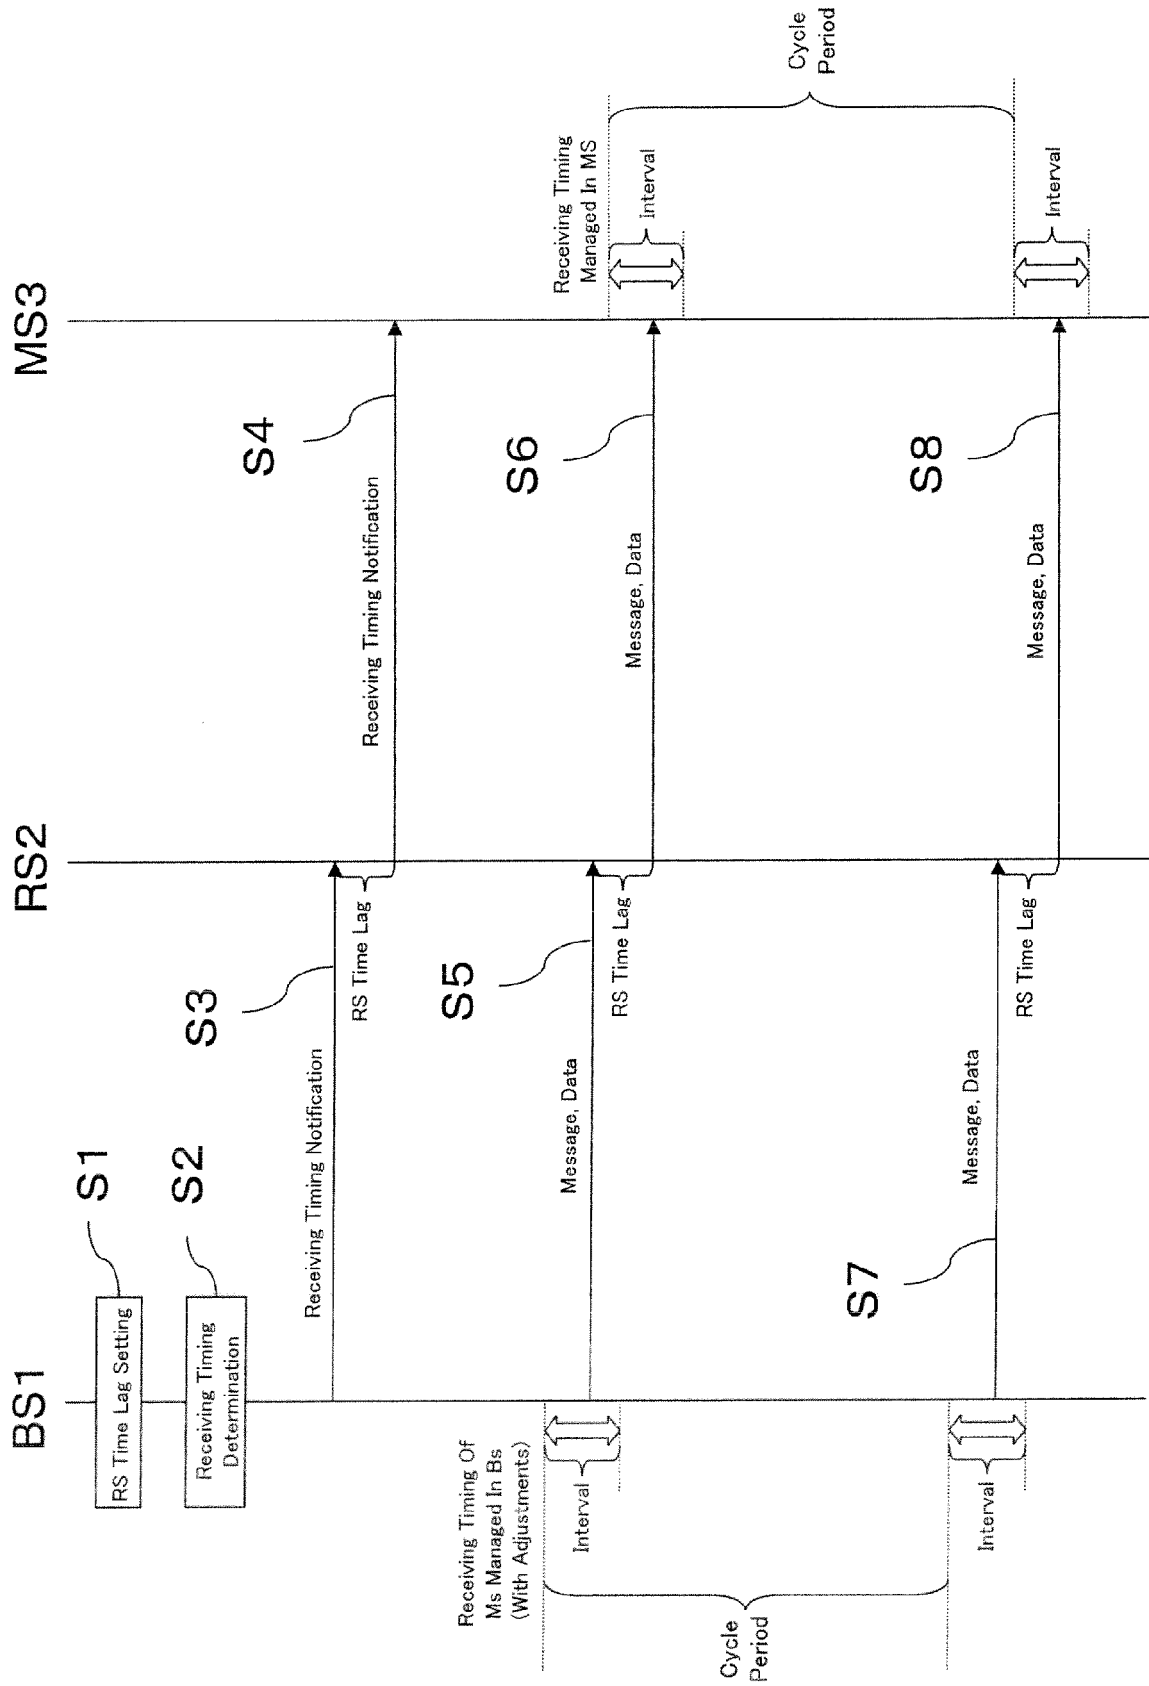 BS1
RS2
MS3
RS Time Lag Setting
S1
Receiving Timing
Determination
S2
Receiving Timing Notification
S3
RS Time Lag
Receiving Timing Notification
S4
Receiving Timing Of
Ms Managed In Bs
(With Adjustments)
Interval
Cycle
Period
Message, Data
S5
RS Time Lag
Message, Data
S6
Receiving Timing
Managed In MS
Interval
Cycle
Period
Interval
Message, Data
S7
RS Time Lag
Message, Data
S8
Interval